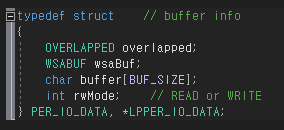 typedef struct    // buffer info
{
    OVERLAPPED overlapped;
    WSABUF wsaBuf;
    char buffer[BUF_SIZE];
    int rwMode;    // READ or WRITE
} PER_IO_DATA, *LPPER_IO_DATA;